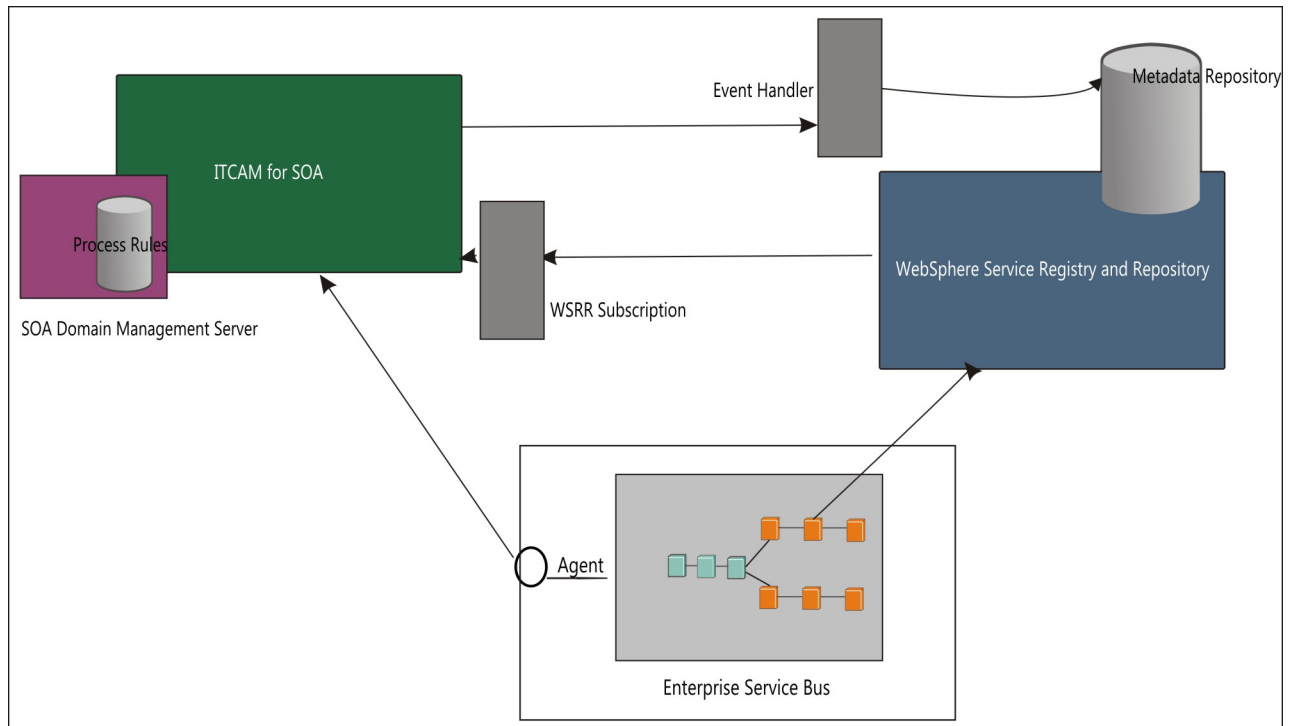 Metadata Repository
Event Handler
ITCAM for SOA
Process Rules
WebSphere Service Registry and Repository
WSRR Subscription
SOA Domain Management Server
Agent
Enterprise Service Bus